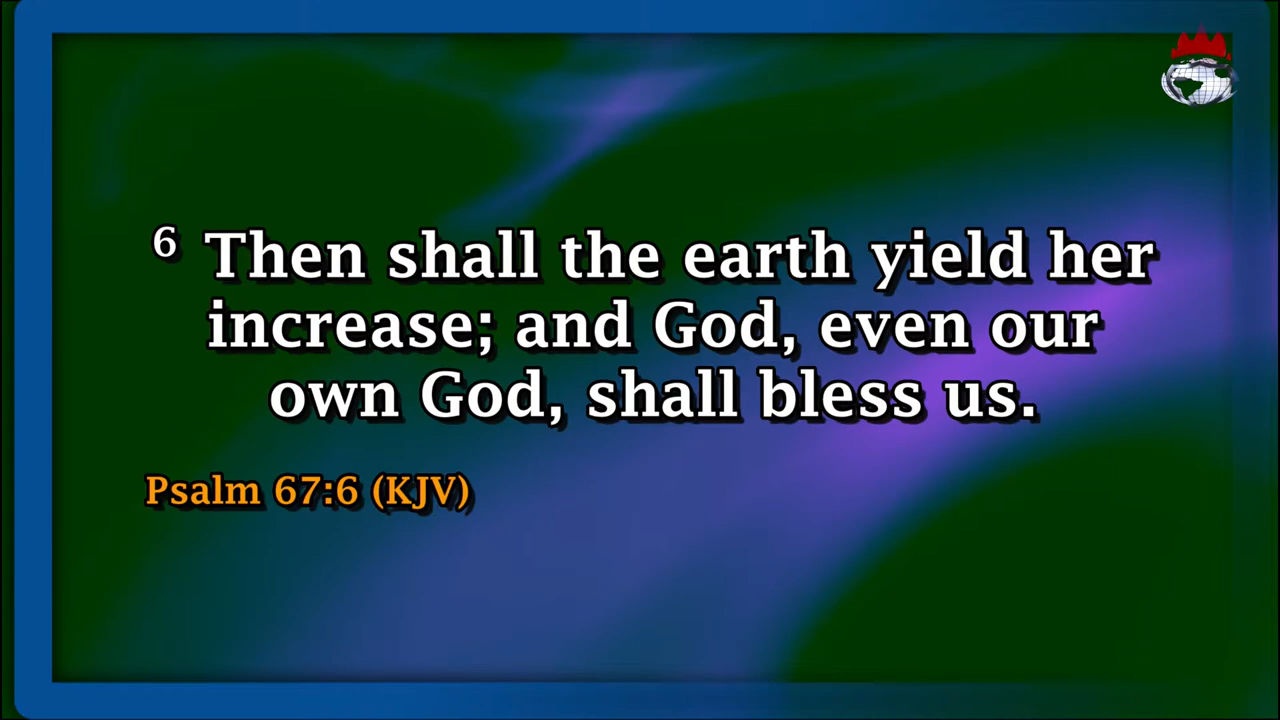 6 Then shall the earth yield her
increase; and God, even our
own God, shall bless us.
Psalm 67:6 (KJV)